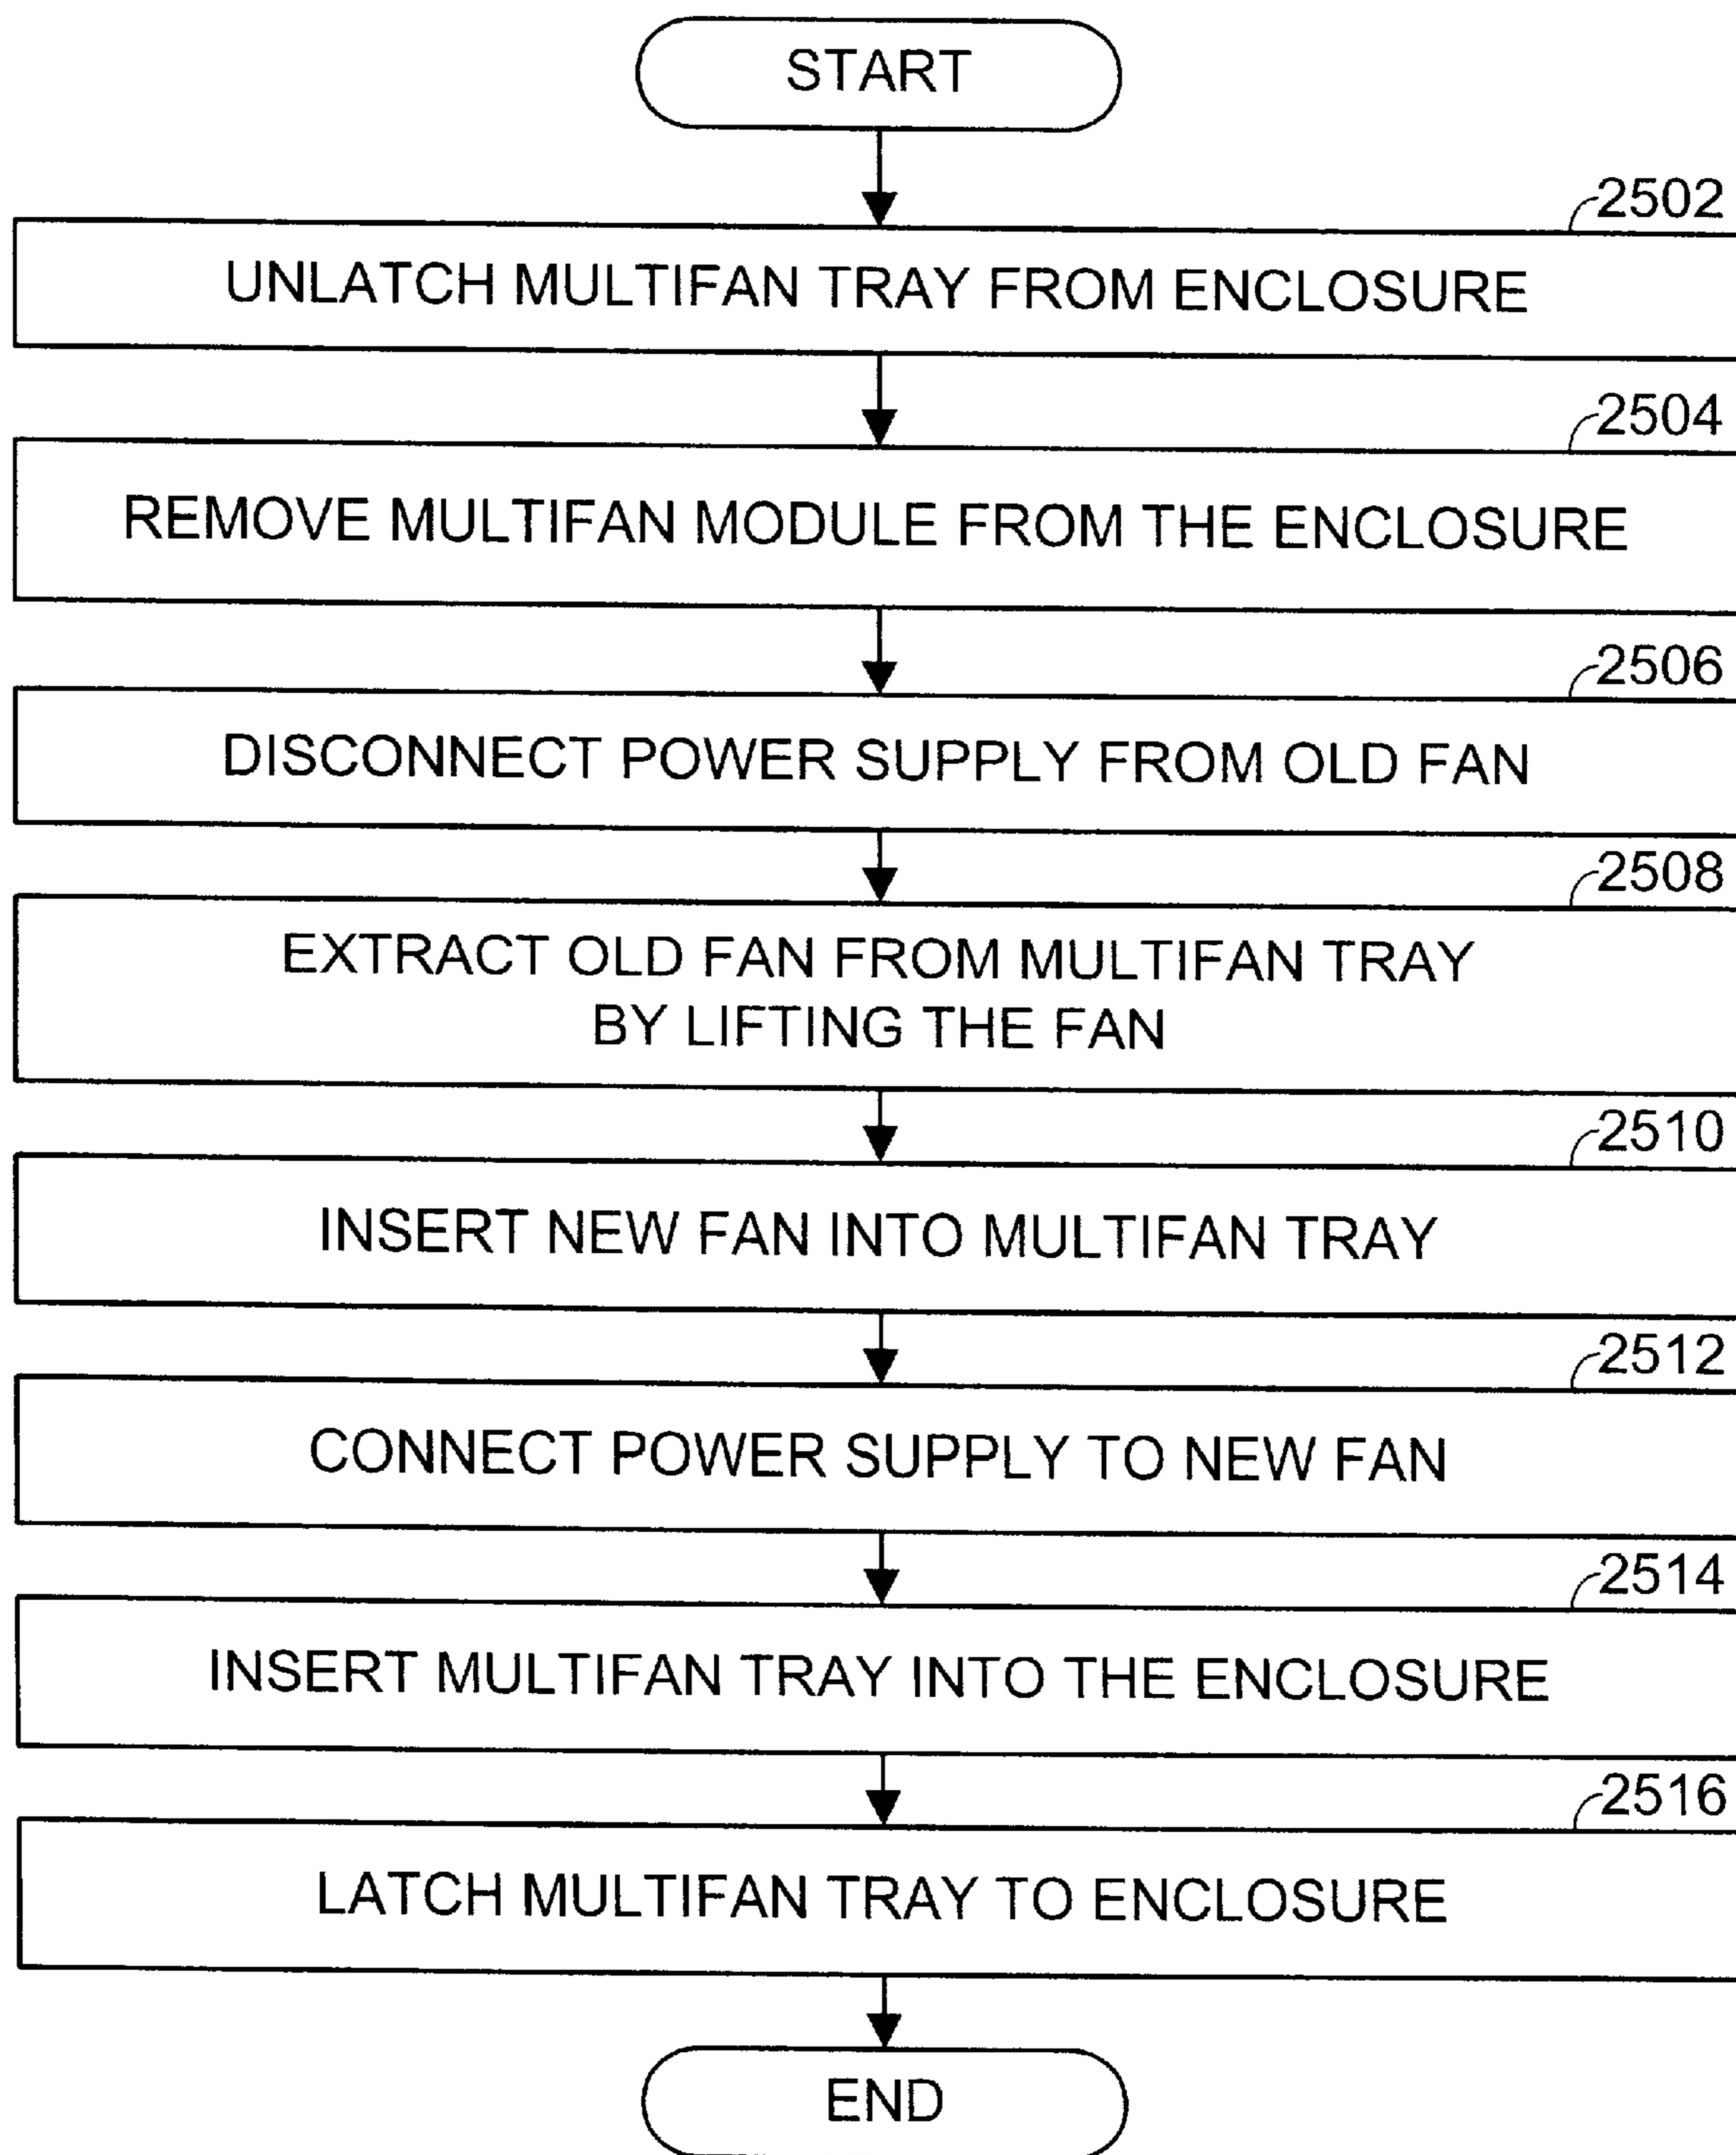 START
2502
UNLATCH MULTIFAN TRAY FROM ENCLOSURE
2504
REMOVE MULTIFAN MODULE FROM THE ENCLOSURE
2506
DISCONNECT POWER SUPPLY FROM OLD FAN
2508
EXTRACT OLD FAN FROM MULTIFAN TRAY
BY LIFTING THE FAN
2510
INSERT NEW FAN INTO MULTIFAN TRAY
2512
CONNECT POWER SUPPLY TO NEW FAN
2514
INSERT MULTIFAN TRAY INTO THE ENCLOSURE
2516
LATCH MULTIFAN TRAY TO ENCLOSURE
END